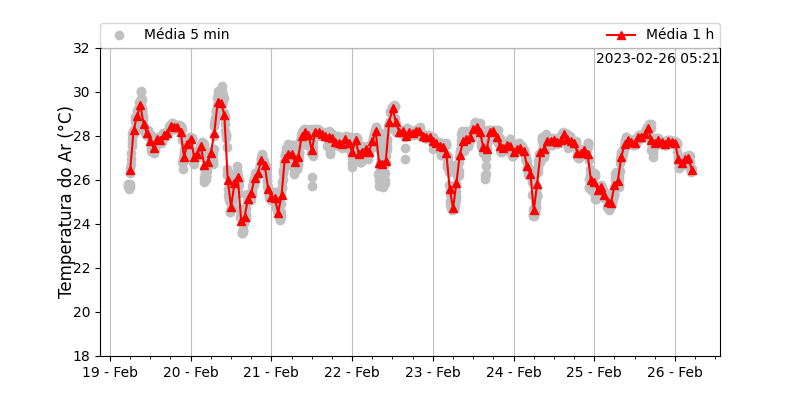 Média 5 min
Média 1 h
2023-02-26 05:21
Temperatura do Ar (°C)
32
30
28
26
24
22
20
18
19 - Feb
20 - Feb
21 - Feb
22 - Feb
23 - Feb
24 - Feb
25 - Feb
26 - Feb